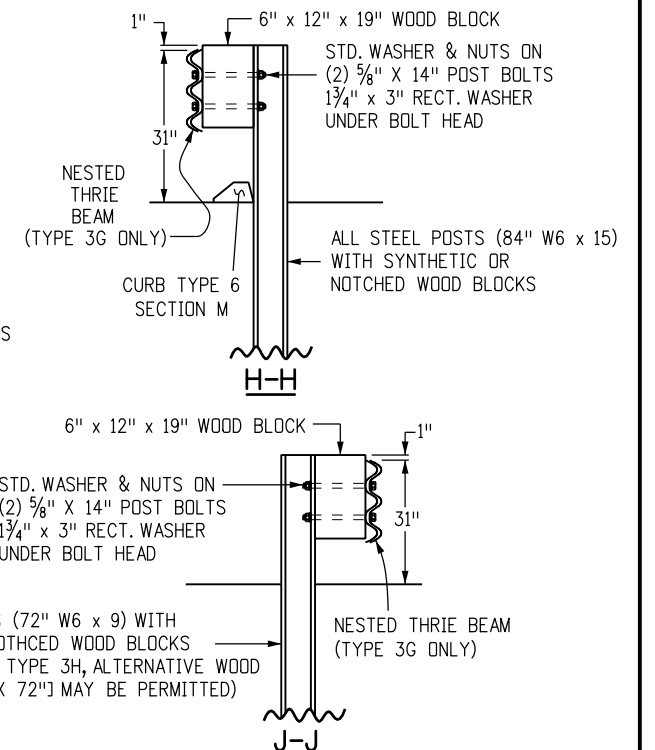 1"
6" x 12" x 19" WOOD BLOCK
STD. WASHER & NUTS ON
(2) 5/8" X 14" POST BOLTS
1 3/4" x 3" RECT. WASHER
UNDER BOLT HEAD
31"
NESTED
THRIE
BEAM
(TYPE 3G ONLY)
ALL STEEL POSTS (84" W6 x 15)
WITH SYNTHETIC OR
NOTCHED WOOD BLOCKS
CURB TYPE 6
SECTION M
S
H-H
6" x 12" x 19" WOOD BLOCK
1"
STD. WASHER & NUTS ON
(2) 5/8" X 14" POST BOLTS
1 3/4" x 3" RECT. WASHER
UNDER BOLT HEAD
31"
(72" W6 x 9) WITH
OTHCED WOOD BLOCKS
TYPE 3H, ALTERNATIVE WOOD
X 72"] MAY BE PERMITTED)
NESTED THRIE BEAM
(TYPE 3G ONLY)
J-J